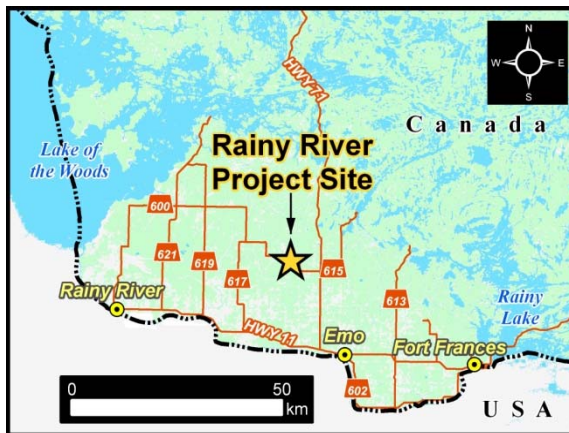 N
W E
S
HWY 71
C a n a d a
Lake of
the Woods
Rainy River
Project Site
600
621
619
617
615
613
Rainy River
HWY 11
Emo
Fort Frances
Rainy
Lake
602
U S A
0 50
km